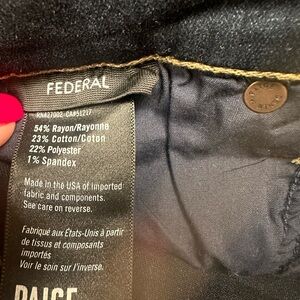 FEDERAL
54% Rayon/Rayonne
23% Cotton/Coton
22% Polyester
1% Spandex
Made in the USA of Imported
fabric and components.
See care on reverse.
Fabriqué aux États-Unis à partir
de tissus et composants
importés
Voir le soin sur l'inverse.
PAIGE